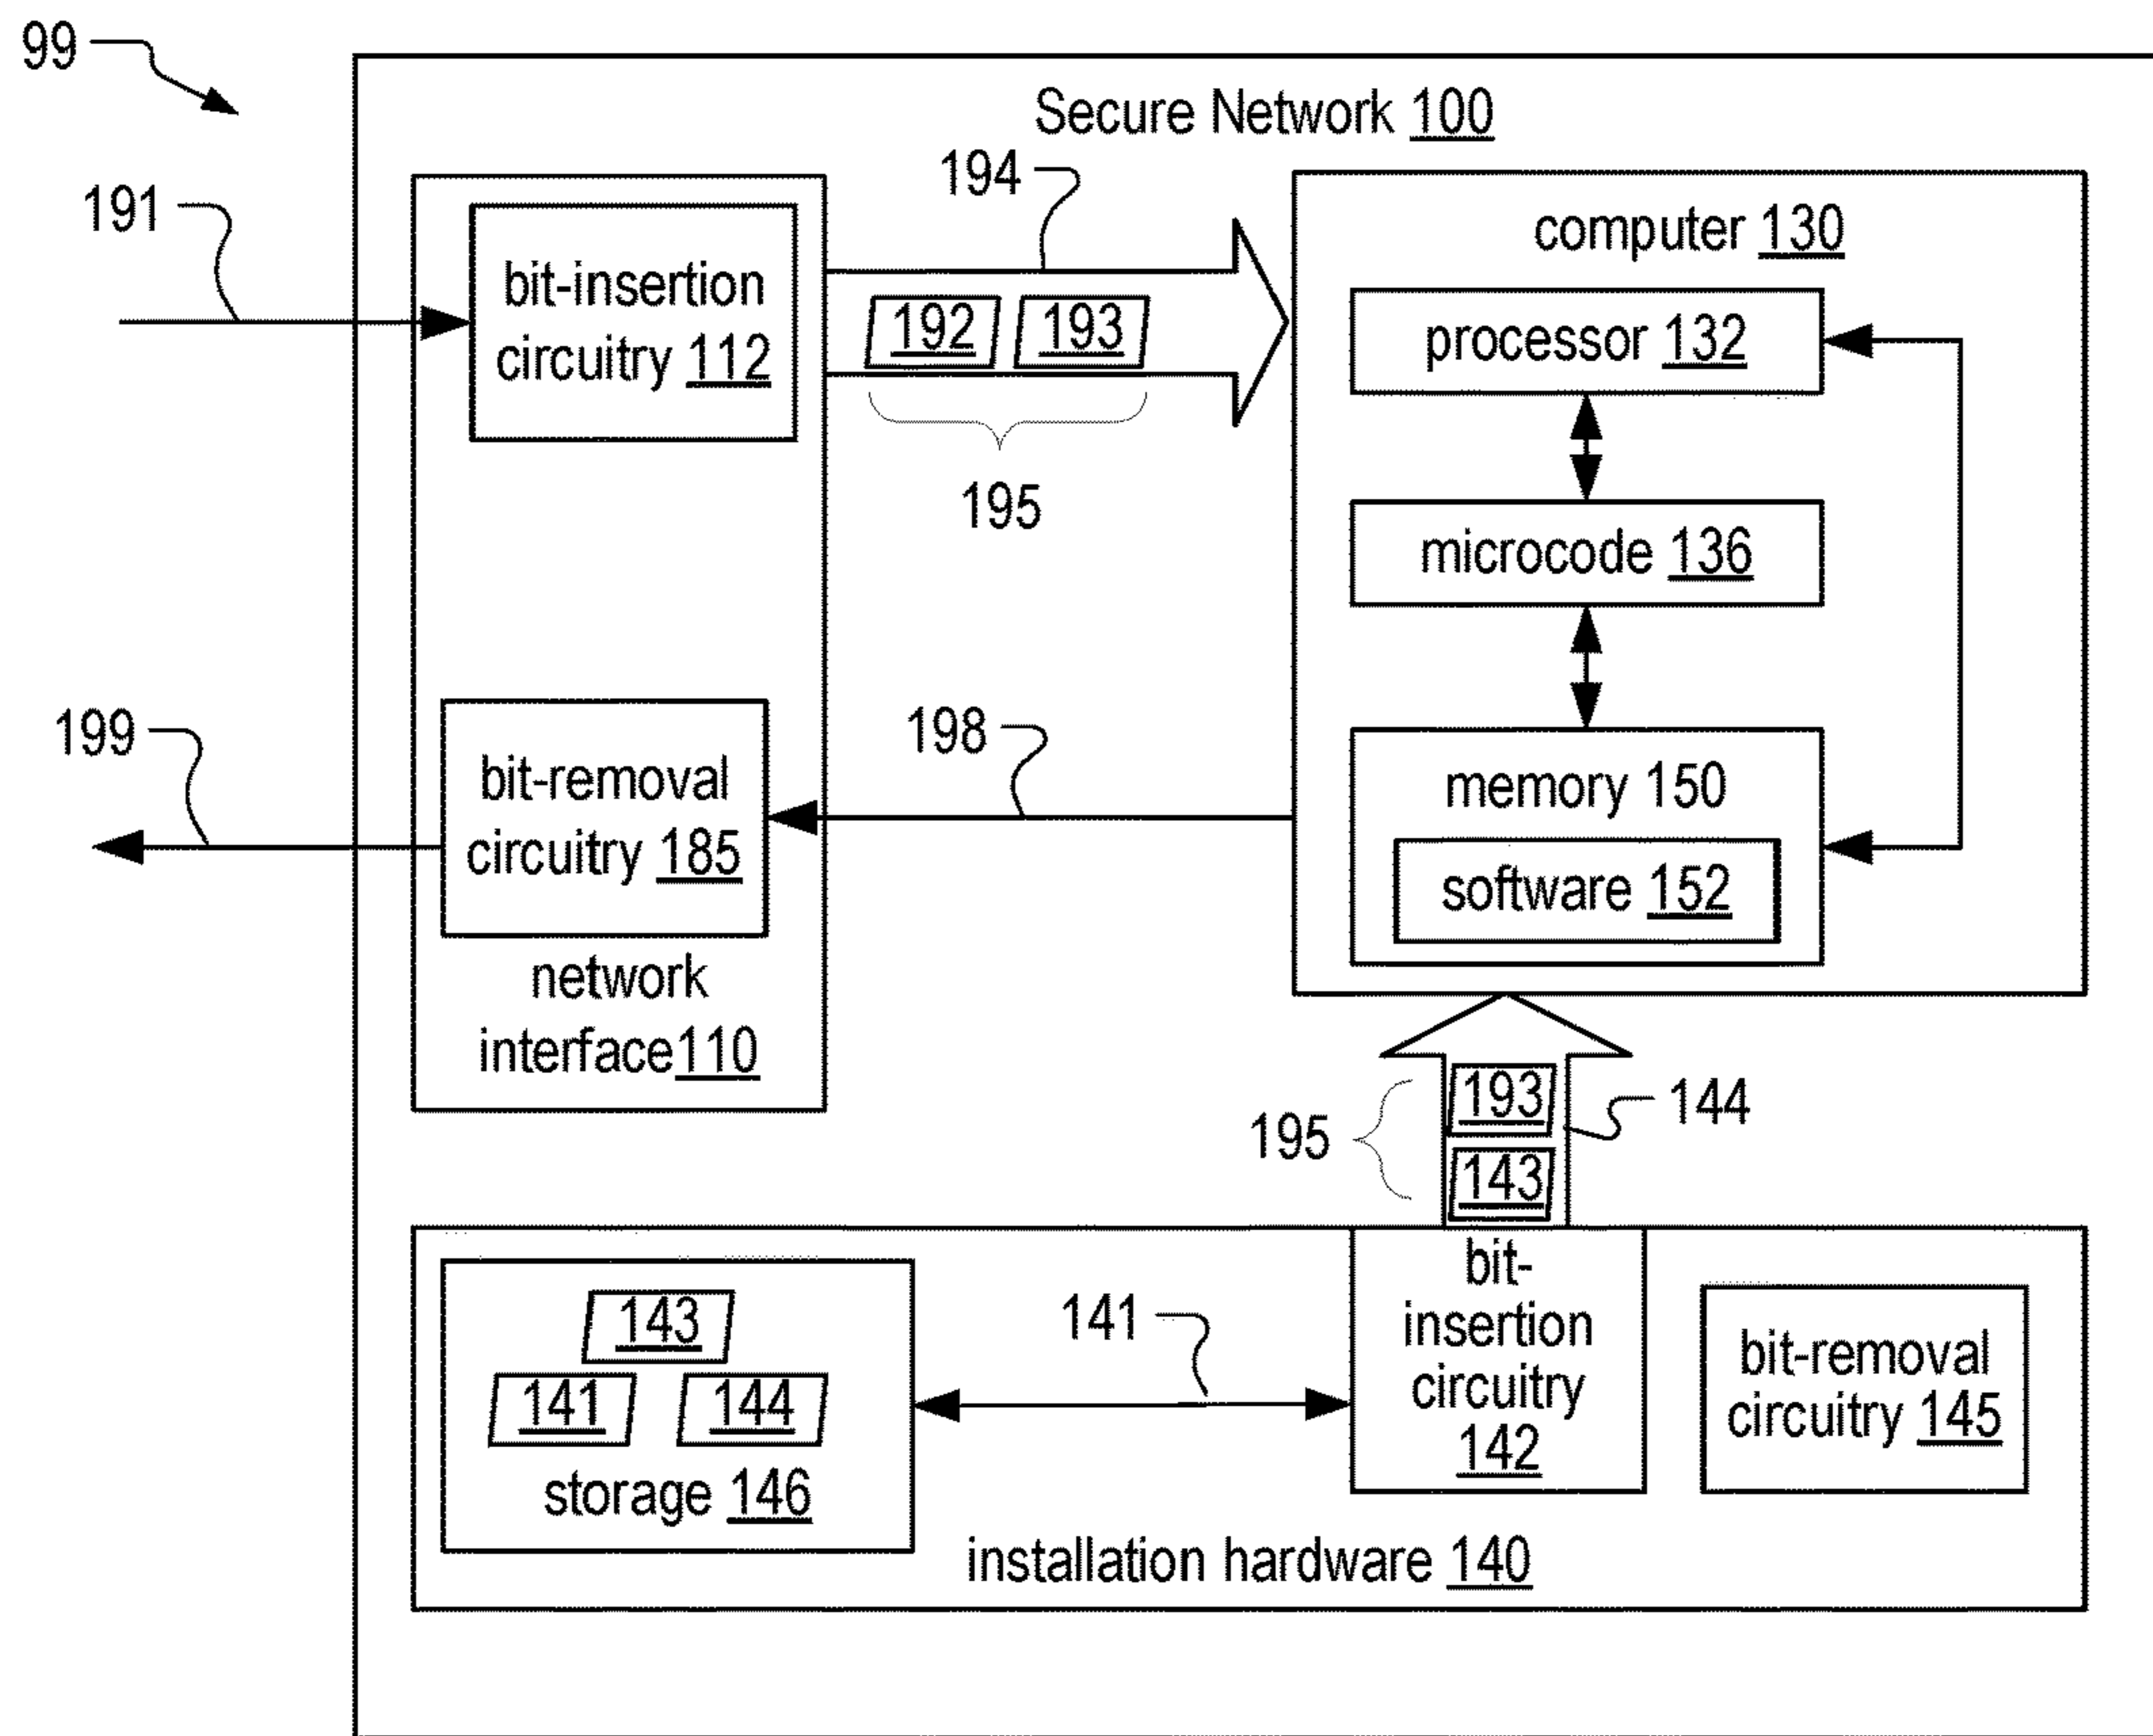 99
Secure Network 100
194
191
bit-insertion
circuitry 112
192
193
195
computer 130
processor 132
microcode 136
memory 150
software 152
199
198
bit-removal
circuitry 185
network
interface110
195
193
143
144
143
141
144
storage 146
141
bit-
insertion
circuitry
142
bit-removal
circuitry 145
installation hardware 140